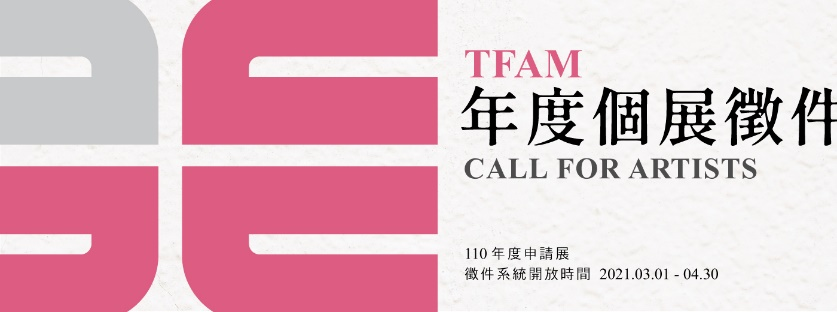 TFAM
年度個展徵件
CALL FOR ARTISTS
110 年度申請展
徵件系統開放時間 2021.03.01 - 04.30